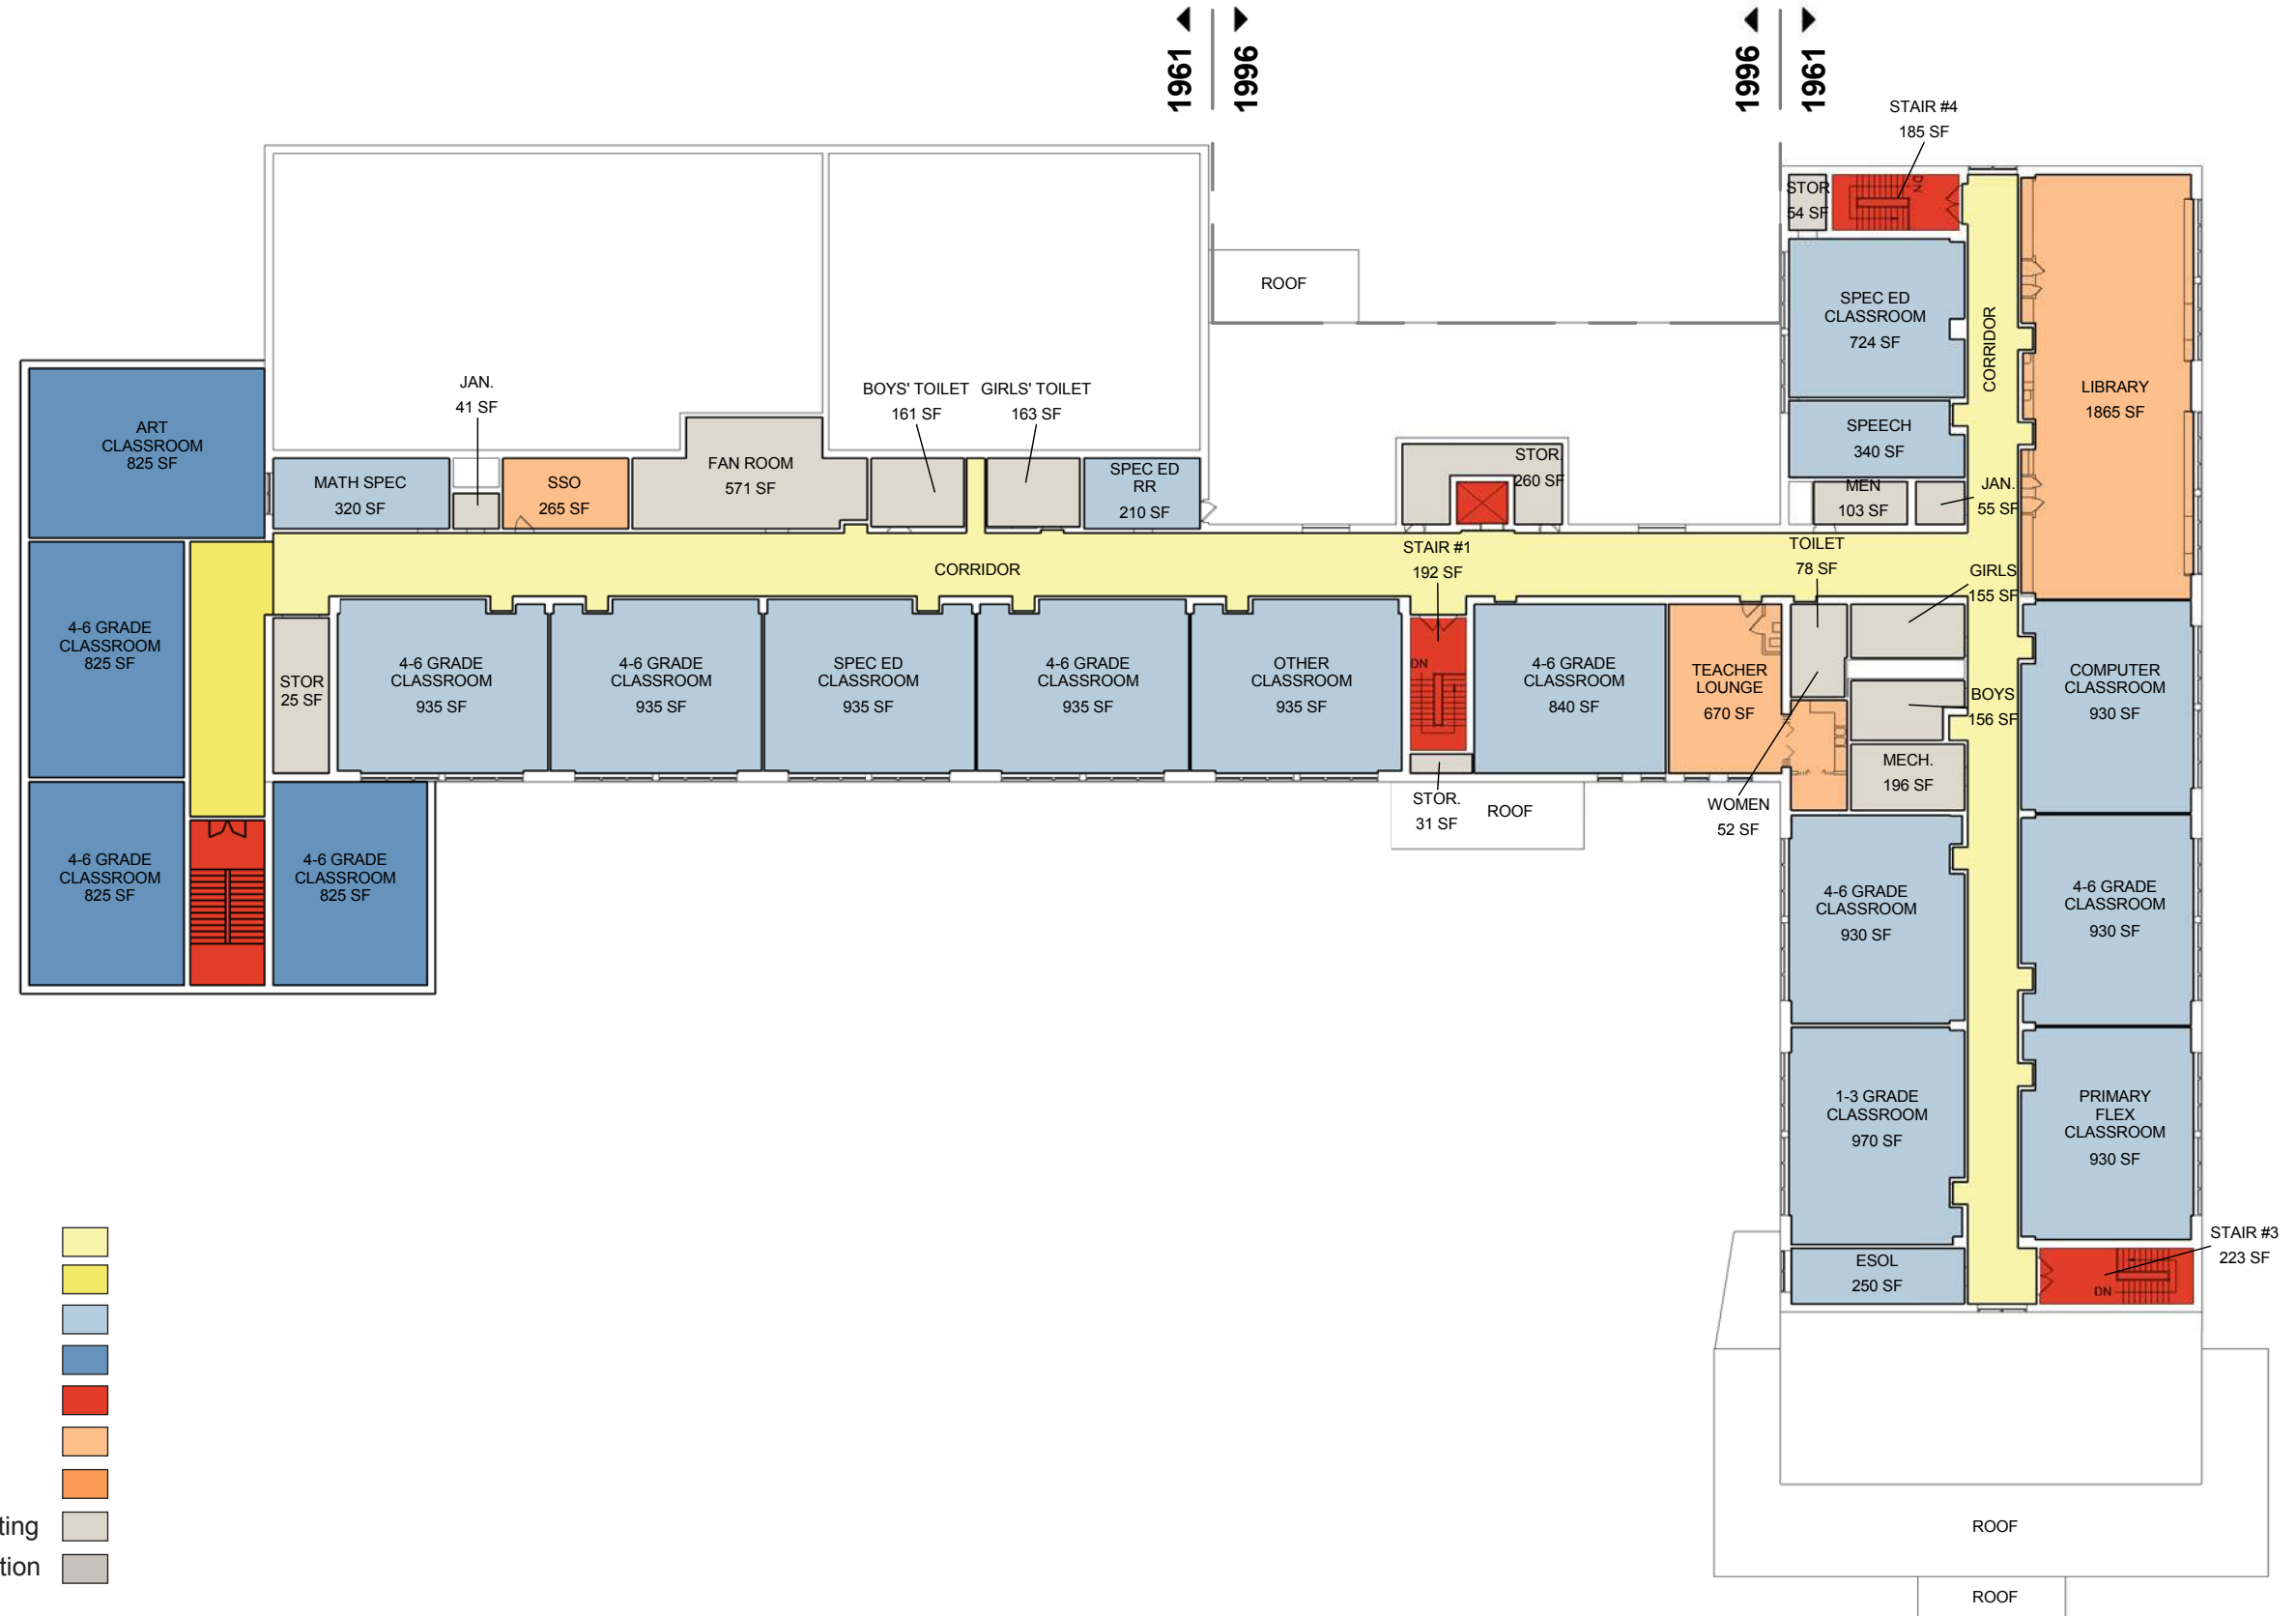 1961
1996
1996
1961
STAIR #4
185 SF
STOR
54 SF
DN
ROOF
SPEC ED
CLASSROOM
724 SF
CORRIDOR
LIBRARY
1865 SF
ART
CLASSROOM
825 SF
JAN.
41 SF
BOYS' TOILET
161 SF
GIRLS' TOILET
163 SF
MATH SPEC
320 SF
SSO
265 SF
FAN ROOM
571 SF
SPEC ED
RR
210 SF
STOR.
260 SF
SPEECH
340 SF
MEN
103 SF
JAN.
55 SF
CORRIDOR
STAIR #1
192 SF
TOILET
78 SF
GIRLS
155 SF
4-6 GRADE
CLASSROOM
825 SF
STOR
25 SF
4-6 GRADE
CLASSROOM
935 SF
4-6 GRADE
CLASSROOM
935 SF
SPEC ED
CLASSROOM
935 SF
4-6 GRADE
CLASSROOM
935 SF
OTHER
CLASSROOM
935 SF
DN
4-6 GRADE
CLASSROOM
840 SF
TEACHER
LOUNGE
670 SF
BOYS
156 SF
COMPUTER
CLASSROOM
930 SF
MECH.
196 SF
STOR.
31 SF
ROOF
WOMEN
52 SF
4-6 GRADE
CLASSROOM
825 SF
4-6 GRADE
CLASSROOM
825 SF
4-6 GRADE
CLASSROOM
930 SF
4-6 GRADE
CLASSROOM
930 SF
1-3 GRADE
CLASSROOM
970 SF
PRIMARY
FLEX
CLASSROOM
930 SF
ESOL
250 SF
DN
STAIR #3
223 SF
ting
tion
ROOF
ROOF